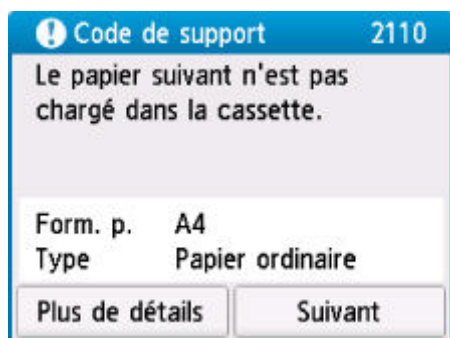 Code de support 2110
Le papier suivant n'est pas
chargé dans la cassette.
Form. p. A4
Type Papier ordinaire
Plus de détails Suivant